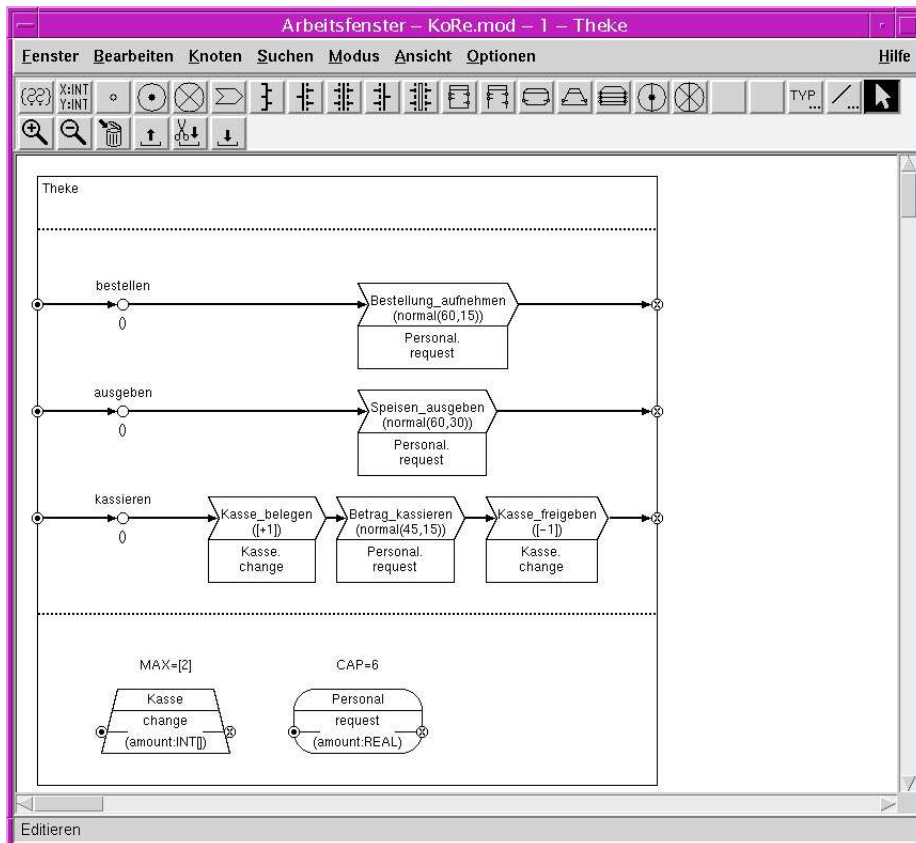 Arbeitsfenster – KoRe.mod – 1 – Theke
Fenster Bearbeiten Knoten Suchen Modus Ansicht Optionen Hilfe
{??} X:INT TYP
Y:INT
Theke
bestellen
Bestellung_aufnehmen
()
(normal(60,15))
Personal.
request
ausgeben
Speisen_ausgeben
()
(normal(60,30))
Personal.
request
kassieren
Kasse_belegen Betrag_kassieren Kasse_freigeben
() ([+1]) (normal(45,15)) ([−1])
Kasse. Personal. Kasse.
change request change
MAX=[2] CAP=6
Kasse Personal
change request
(amount:INT[]) (amount:REAL)
Editieren